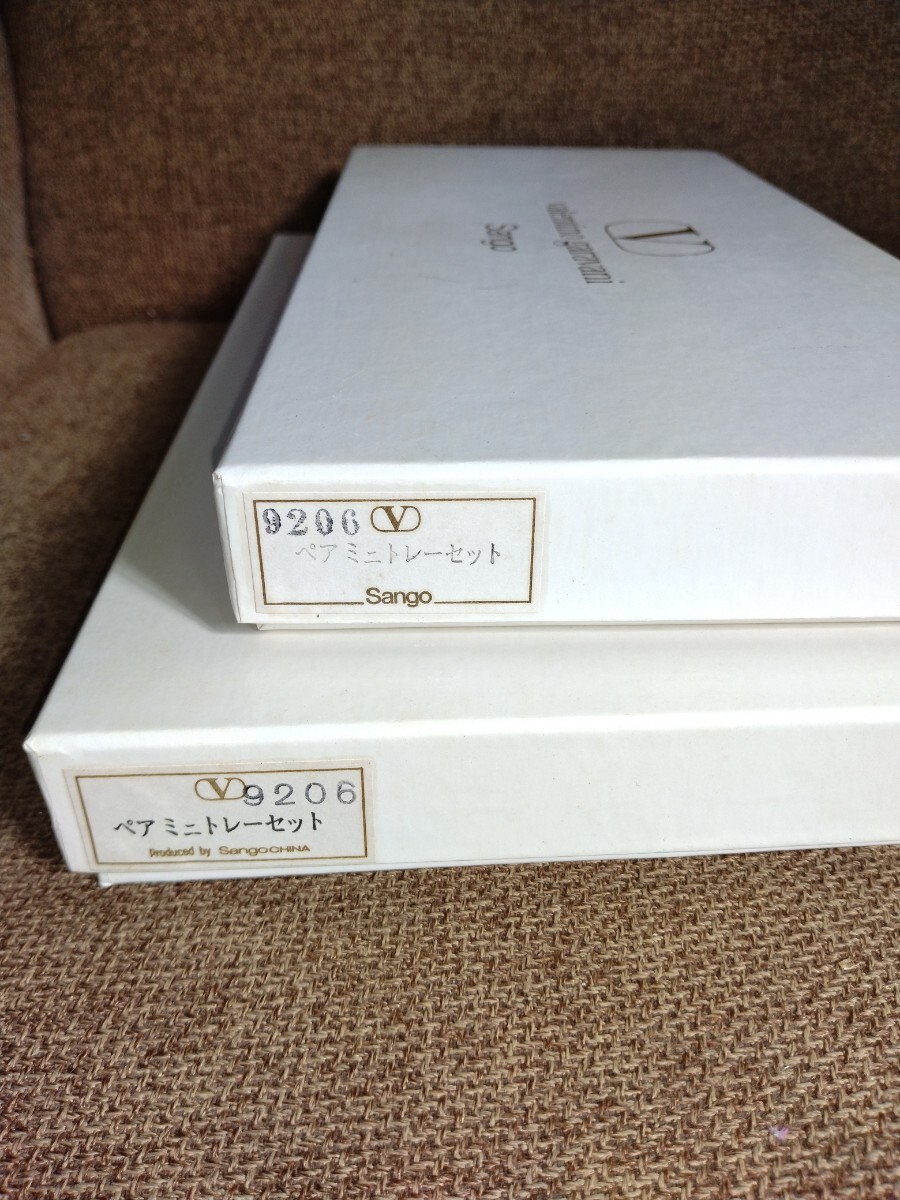 V
valentino garavani
Sango
9206 V
ペア ミニトレーセット
Sango
V 9206
ペア ミニトレーセット
Produced by Sango CHINA